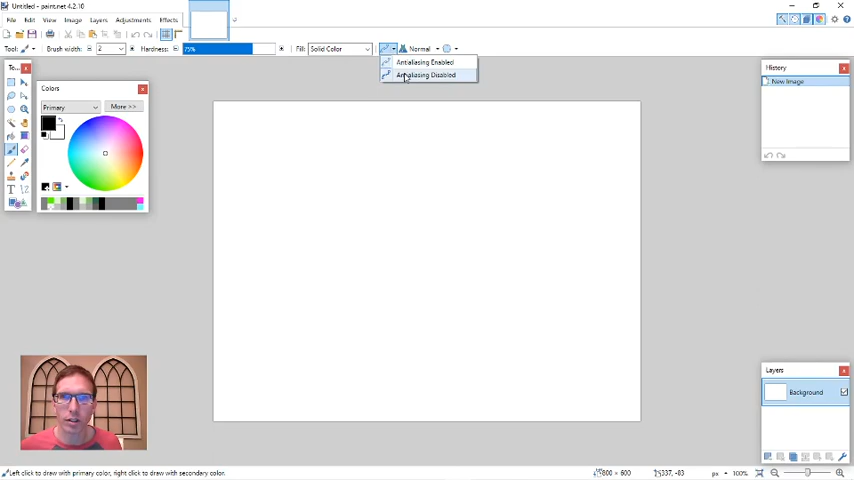 Untitled - paint.net 4.2.10
File Edit View Image Layers Adjustments Effects
Tool: Brush width: 2 Hardness: 75% Fill: Solid Color Normal
Antialiasing Enabled
Antialiasing Disabled
To...
Colors
Primary More >>
History
New Image
Layers
Background
Left click to draw with primary color, right click to draw with secondary color.
800 × 600 337, -83 px 100%